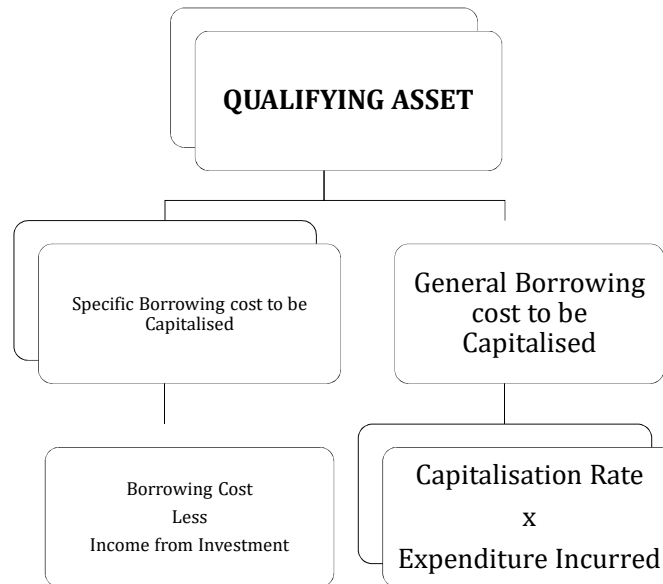 QUALIFYING ASSET
Specific Borrowing cost to be
Capitalised
General Borrowing
cost to be
Capitalised
Borrowing Cost
Less
Income from Investment
Capitalisation Rate
x
Expenditure Incurred